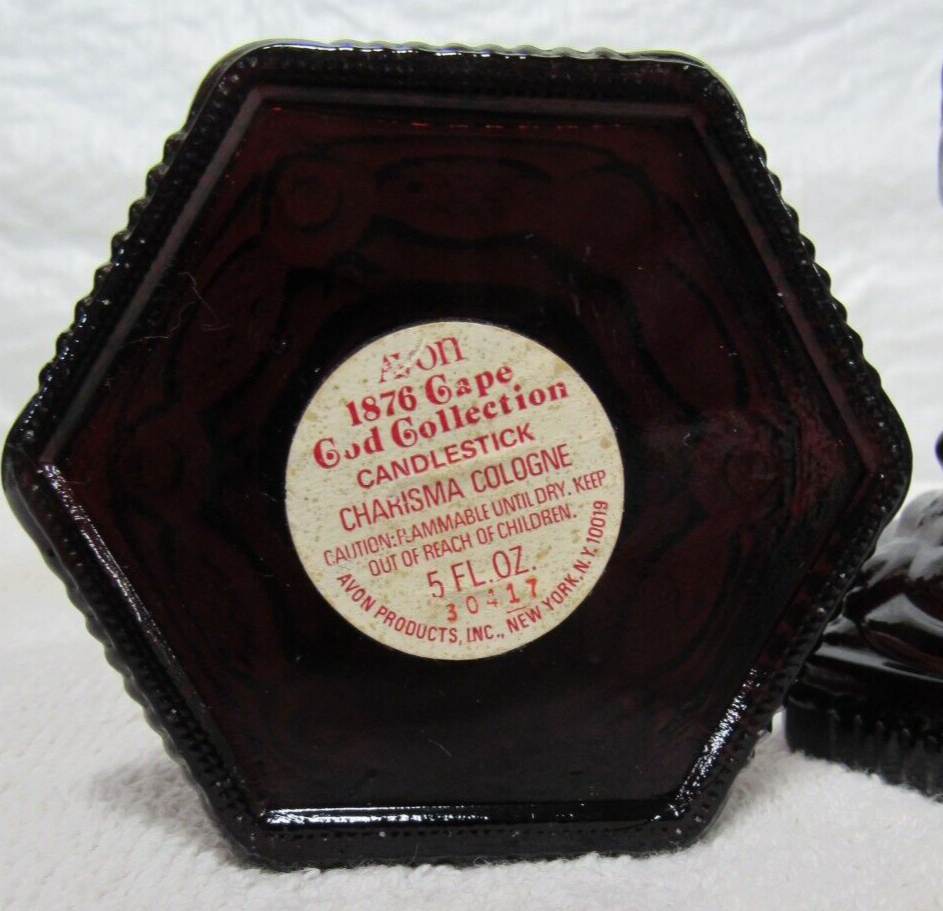 AVON
1876 Cape
Cod Collection
CANDLESTICK
CHARISMA COLOGNE
CAUTION: FLAMMABLE UNTIL DRY. KEEP
OUT OF REACH OF CHILDREN.
5 FL. OZ.
30417
AVON PRODUCTS, INC., NEW YORK, N.Y. 10019